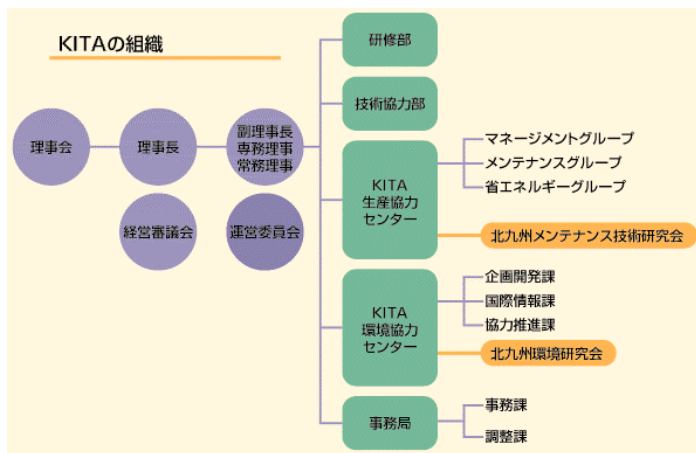 KITAの組織
理事会
理事長
副理事長
専務理事
常務理事
経営審議会
運営委員会
研修部
技術協力部
KITA
生産協力
センター
マネージメントグループ
メンテナンスグループ
省エネルギーグループ
北九州メンテナンス技術研究会
KITA
環境協力
センター
企画開発課
国際情報課
協力推進課
北九州環境研究会
事務局
事務課
調整課